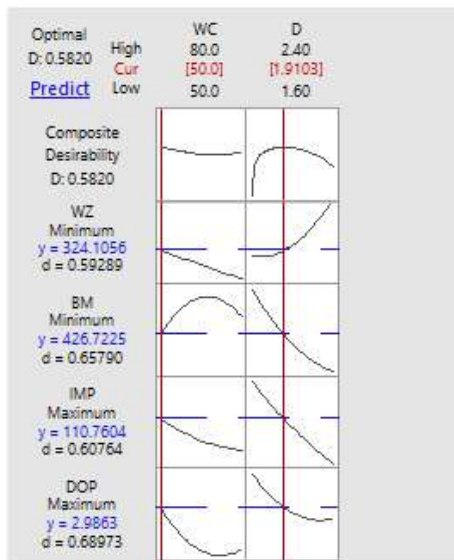 Optimal
D: 0.5820
Predict
High
Cur
Low
WC
80.0
[50.0]
50.0
D
2.40
[1.9103]
1.60
Composite
Desirability
D: 0.5820
WZ
Minimum
y = 324.1056
d = 0.59289
BM
Minimum
y = 426.7225
d = 0.65790
IMP
Maximum
y = 110.7604
d = 0.60764
DOP
Maximum
y = 2.9863
d = 0.68973